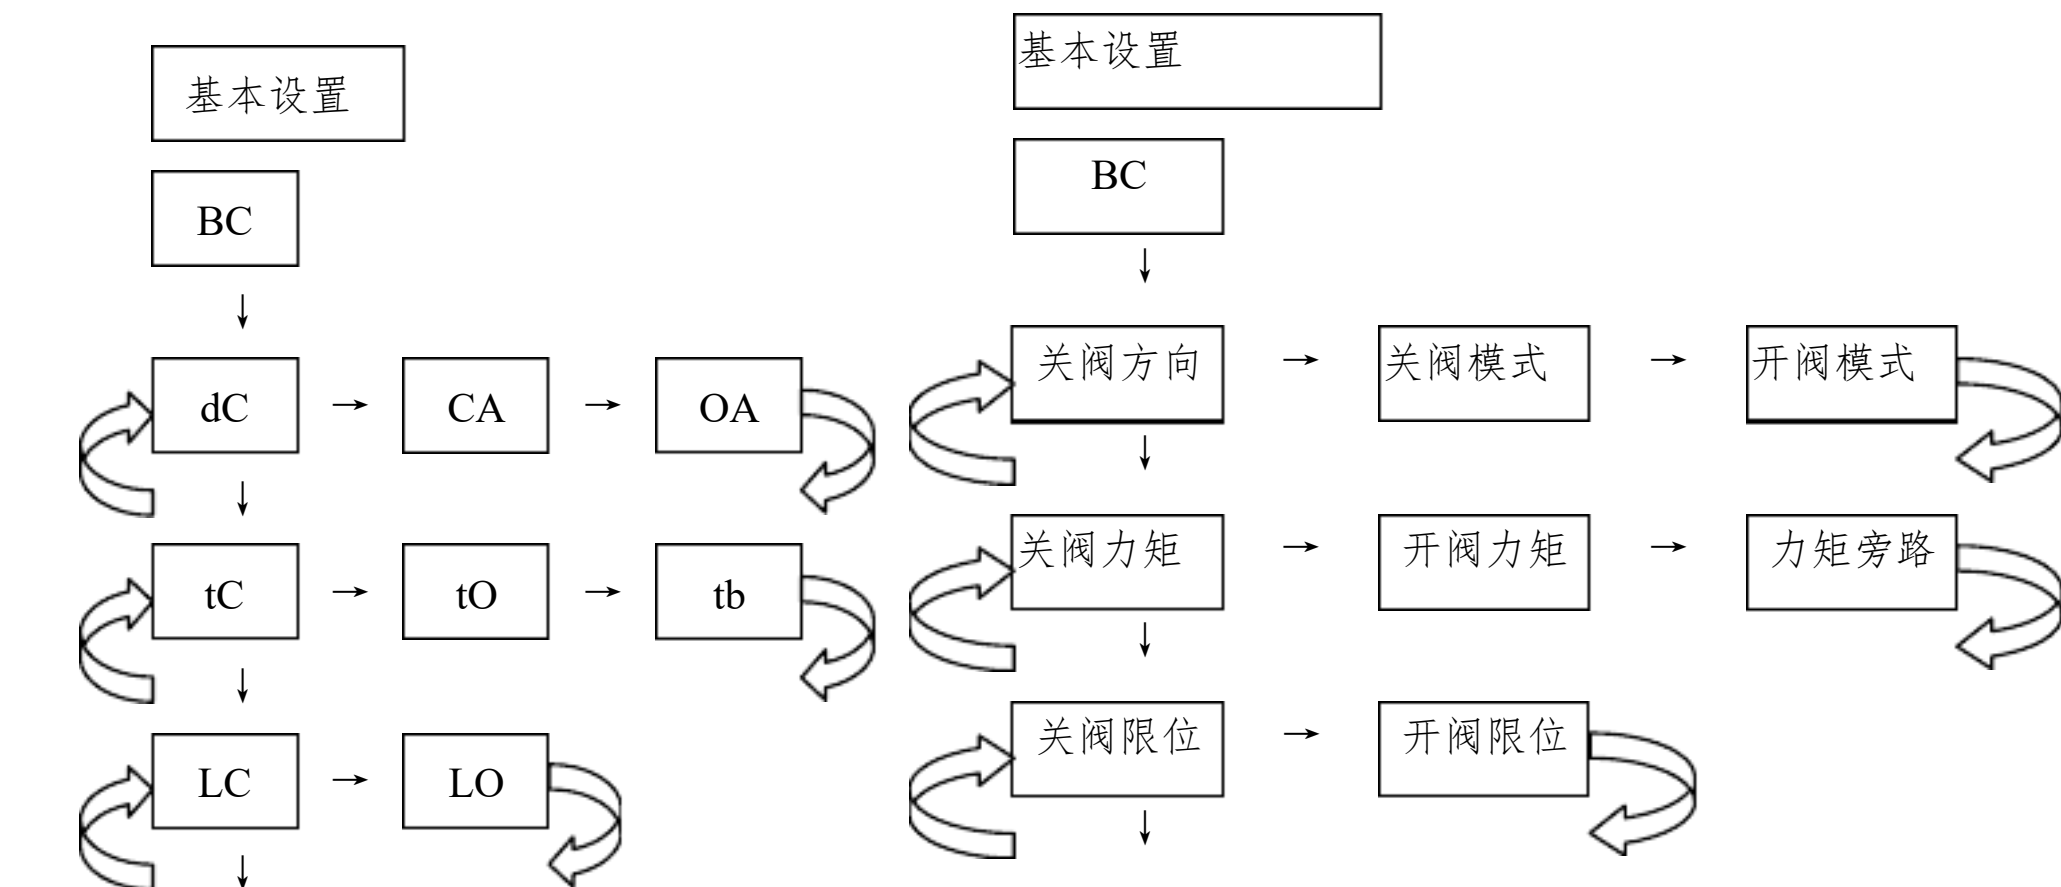 基本设置
BC
dC → CA → OA
tC → tO → tb
LC → LO
基本设置
BC
关阀方向 → 关阀模式 → 开阀模式
关阀力矩 → 开阀力矩 → 力矩旁路
关阀限位 → 开阀限位